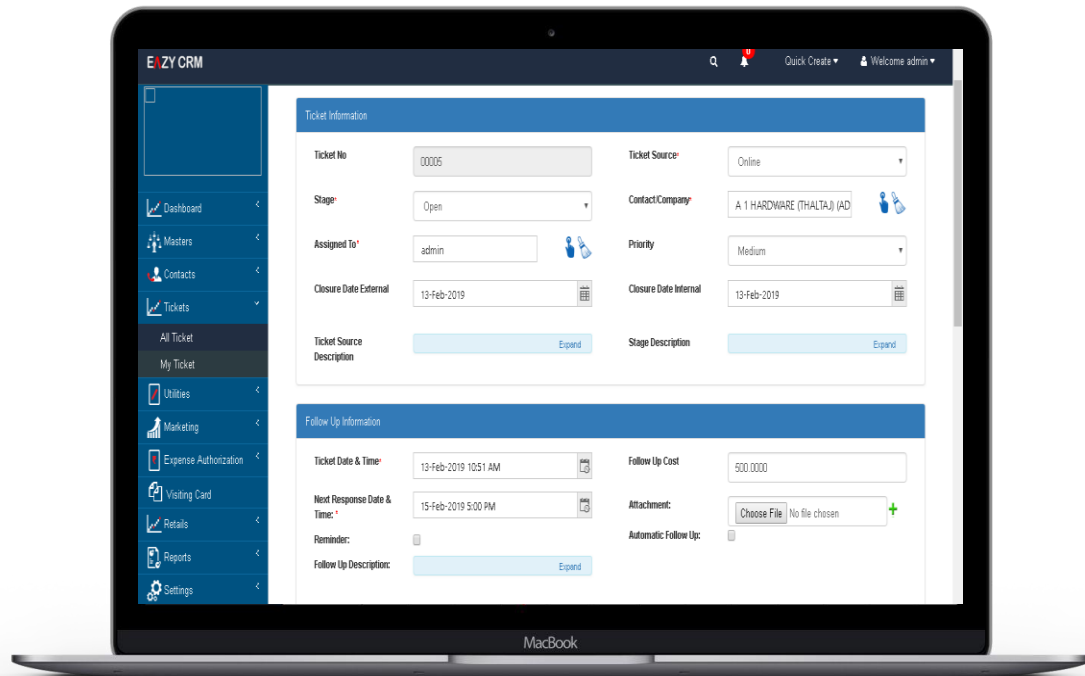 EAZY CRM
0
Quick Create
Welcome admin
Dashboard
Masters
Contacts
Tickets
All Ticket
My Ticket
Utilities
Marketing
Expense Authorization
Visiting Card
Retails
Reports
Settings
Ticket Information
Ticket No
00005
Ticket Source*
Online
Stage*
Open
Contact/Company*
A 1 HARDWARE (THALTAJ) (AD
Assigned To*
admin
Priority
Medium
Closure Date External
13-Feb-2019
Closure Date Internal
13-Feb-2019
Ticket Source
Description
Expand
Stage Description
Expand
Follow Up Information
Ticket Date & Time*
13-Feb-2019 10:51 AM
Follow Up Cost
500.0000
Next Response Date &
Time: *
15-Feb-2019 5:00 PM
Attachment:
Choose File No file chosen
Reminder:
Automatic Follow Up:
Follow Up Description:
Expand
MacBook